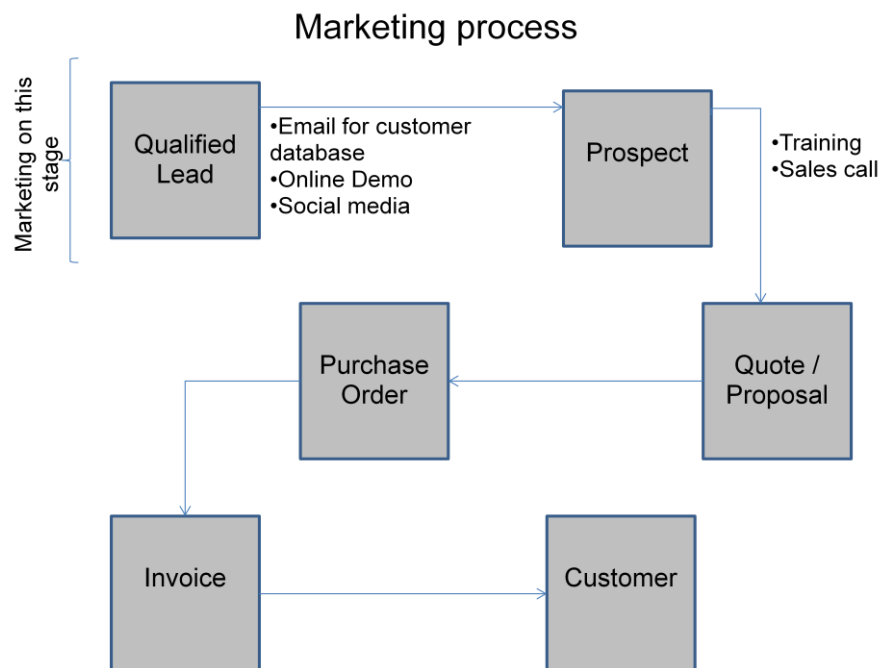 Marketing process
Marketing on this
stage
Qualified
Lead
•Email for customer
database
•Online Demo
•Social media
Prospect
•Training
•Sales call
Quote /
Proposal
Purchase
Order
Invoice
Customer